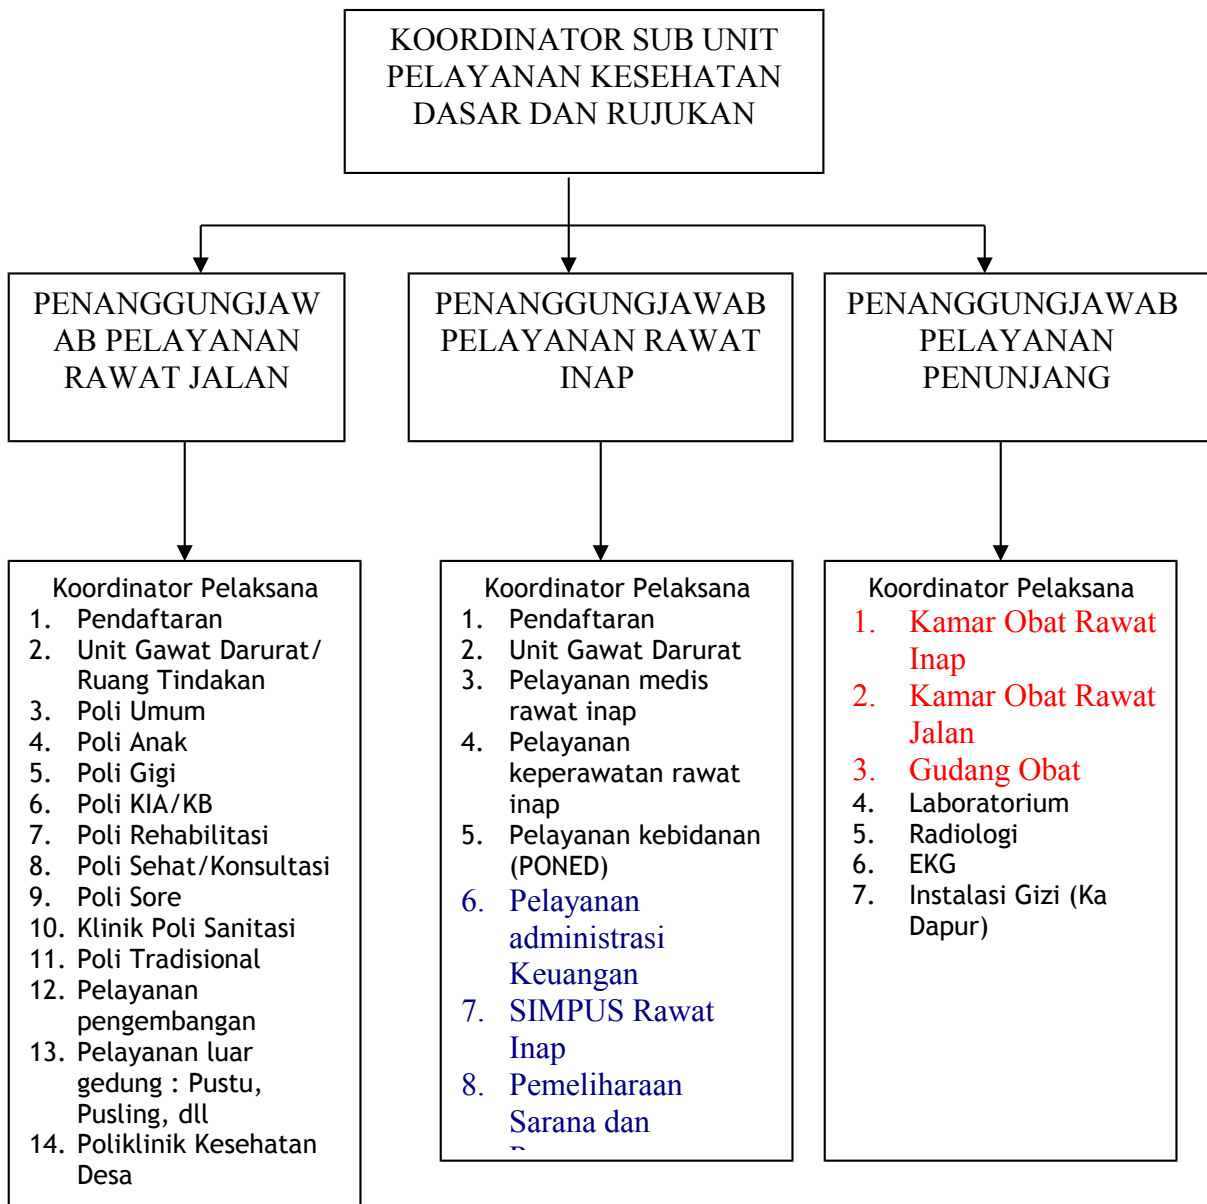 KOORDINATOR SUB UNIT
PELAYANAN KESEHATAN
DASAR DAN RUJUKAN
PENANGGUNGJAW
AB PELAYANAN
RAWAT JALAN
PENANGGUNGJAWAB
PELAYANAN RAWAT
INAP
PENANGGUNGJAWAB
PELAYANAN
PENUNJANG
Koordinator Pelaksana
1. Pendaftaran
2. Unit Gawat Darurat/
Ruang Tindakan
3. Poli Umum
4. Poli Anak
5. Poli Gigi
6. Poli KIA/KB
7. Poli Rehabilitasi
8. Poli Sehat/Konsultasi
9. Poli Sore
10. Klinik Poli Sanitasi
11. Poli Tradisional
12. Pelayanan
pengembangan
13. Pelayanan luar
gedung : Pustu,
Pusling, dll
14. Poliklinik Kesehatan
Desa
Koordinator Pelaksana
1. Pendaftaran
2. Unit Gawat Darurat
3. Pelayanan medis
rawat inap
4. Pelayanan
keperawatan rawat
inap
5. Pelayanan kebidanan
(PONED)
6. Pelayanan
administrasi
Keuangan
7. SIMPUS Rawat
Inap
8. Pemeliharaan
Sarana dan
Koordinator Pelaksana
1. Kamar Obat Rawat
Inap
2. Kamar Obat Rawat
Jalan
3. Gudang Obat
4. Laboratorium
5. Radiologi
6. EKG
7. Instalasi Gizi (Ka
Dapur)